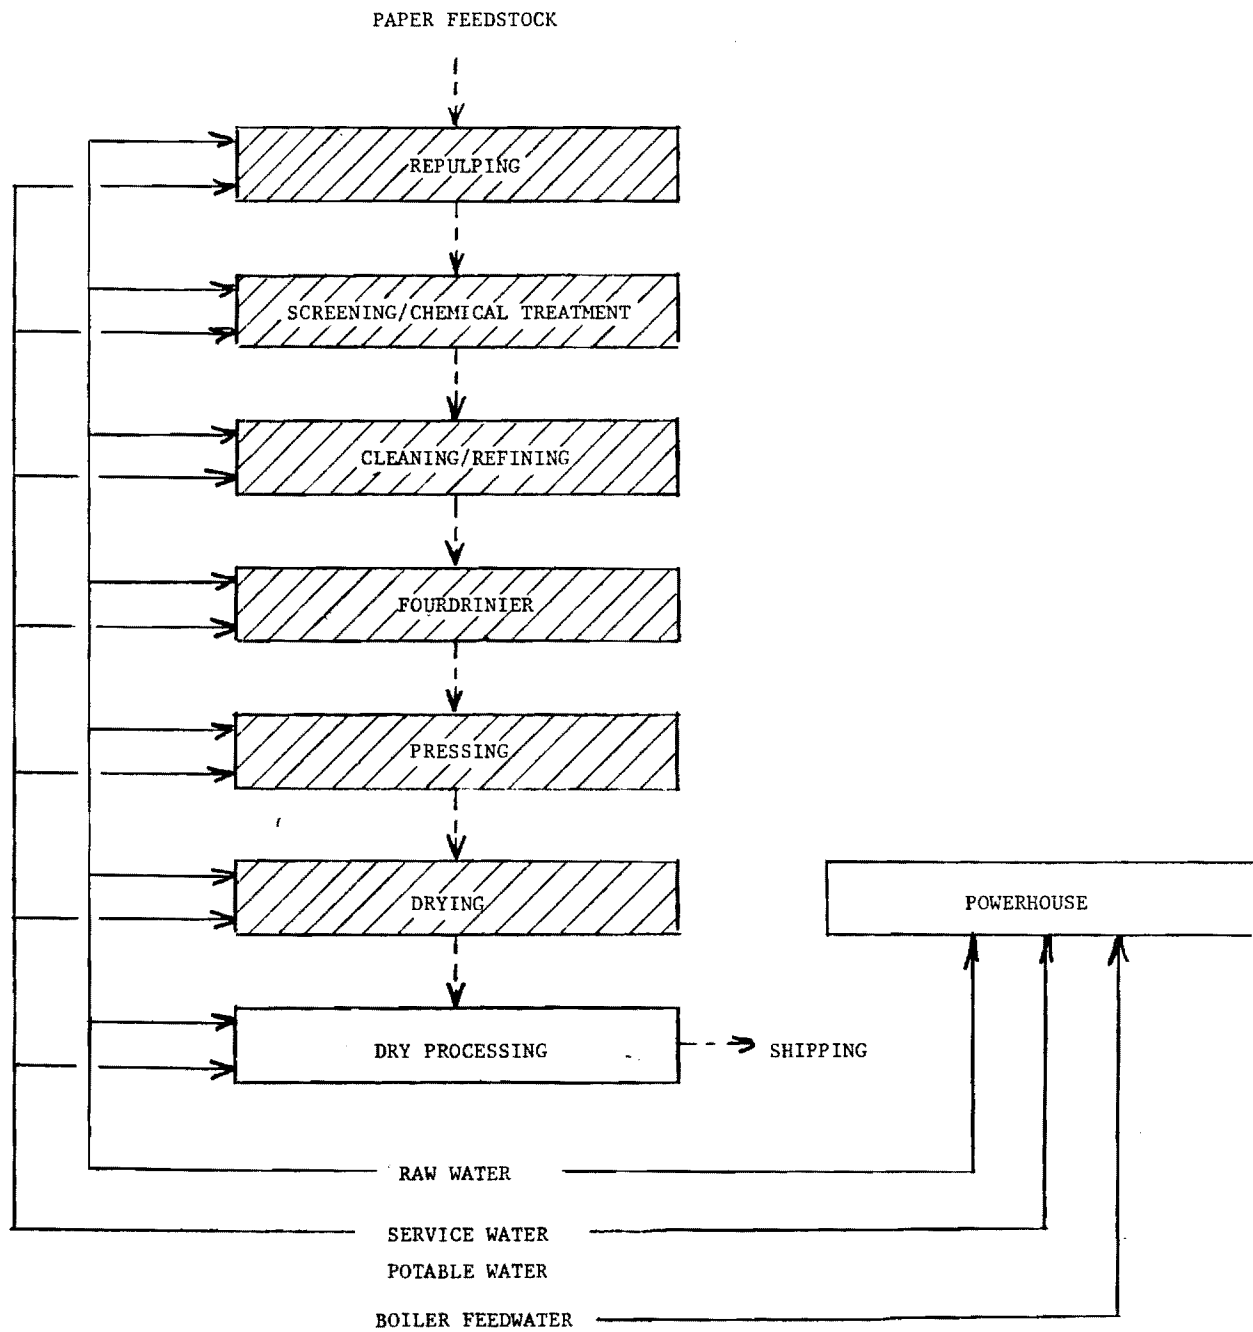 PAPER FEEDSTOCK
REPULPING
SCREENING/CHEMICAL TREATMENT
CLEANING/REFINING
FOURDRINIER
PRESSING
DRYING
POWERHOUSE
DRY PROCESSING
SHIPPING
RAW WATER
SERVICE WATER
POTABLE WATER
BOILER FEEDWATER